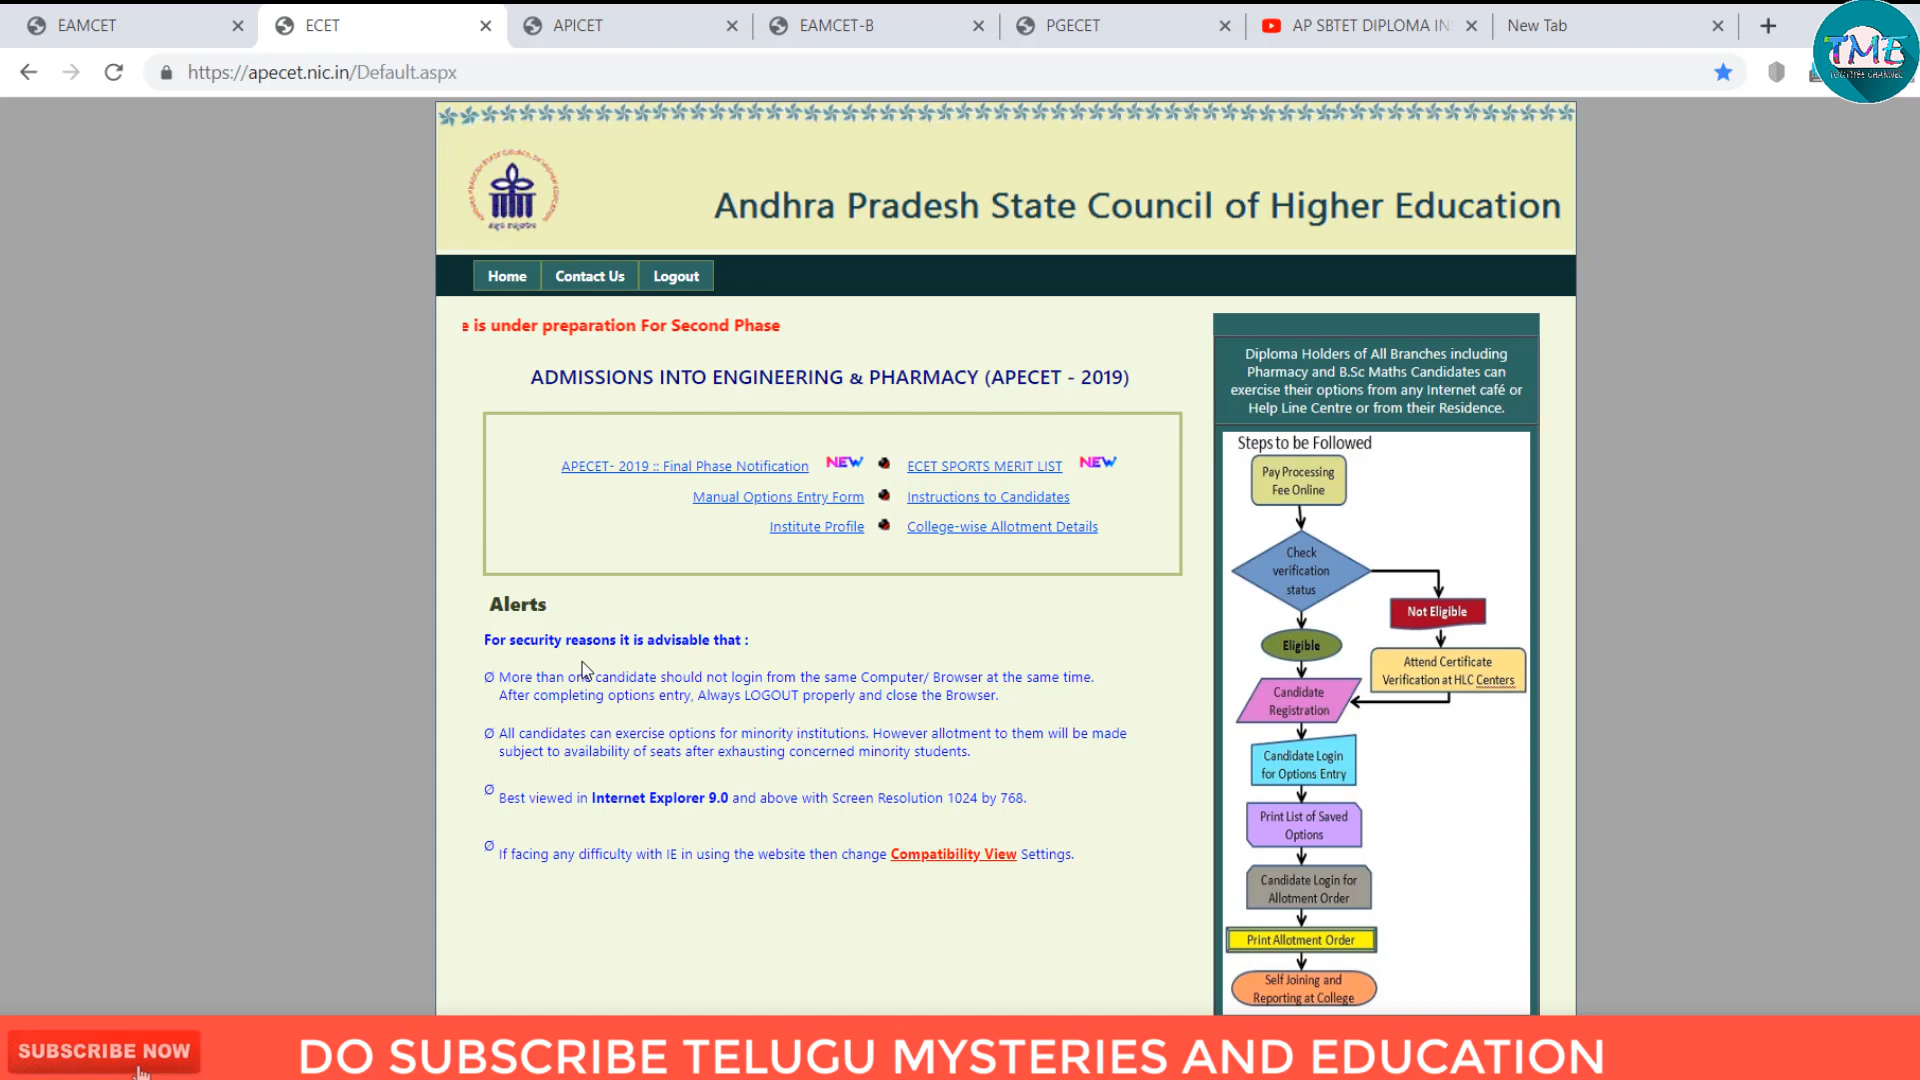 EAMCET
ECET
APICET
EAMCET-B
PGECET
AP SBTET DIPLOMA IN
New Tab
https://apecet.nic.in/Default.aspx
TME
Andhra Pradesh State Council of Higher Education
Home
Contact Us
Logout
e is under preparation For Second Phase
ADMISSIONS INTO ENGINEERING & PHARMACY (APECET - 2019)
APECET- 2019 :: Final Phase Notification NEW
ECET SPORTS MERIT LIST NEW
Manual Options Entry Form
Instructions to Candidates
Institute Profile
College-wise Allotment Details
Alerts
For security reasons it is advisable that :
Ø More than one candidate should not login from the same Computer/ Browser at the same time.
After completing options entry, Always LOGOUT properly and close the Browser.
Ø All candidates can exercise options for minority institutions. However allotment to them will be made
subject to availability of seats after exhausting concerned minority students.
Ø Best viewed in Internet Explorer 9.0 and above with Screen Resolution 1024 by 768.
Ø If facing any difficulty with IE in using the website then change Compatibility View Settings.
Diploma Holders of All Branches including
Pharmacy and B.Sc Maths Candidates can
exercise their options from any Internet café or
Help Line Centre or from their Residence.
Steps to be Followed
Pay Processing
Fee Online
Check
verification
status
Not Eligible
Eligible
Attend Certificate
Verification at HLC Centers
Candidate
Registration
Candidate Login
for Options Entry
Print List of Saved
Options
Candidate Login for
Allotment Order
Print Allotment Order
Self Joining and
Reporting at College
SUBSCRIBE NOW
DO SUBSCRIBE TELUGU MYSTERIES AND EDUCATION